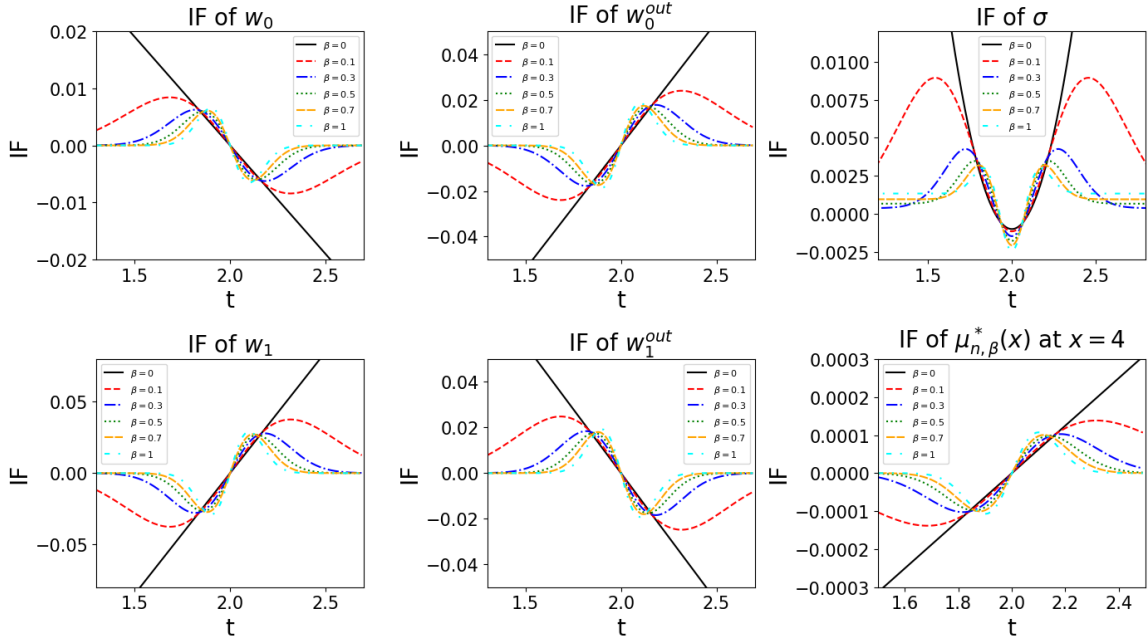 IF of w₀
0.02
0.01
0.00
−0.01
−0.02
IF
1.5
2.0
2.5
t
β = 0
β = 0.1
β = 0.3
β = 0.5
β = 0.7
β = 1
IF of w₀ᵒᵘᵗ
0.04
0.02
0.00
−0.02
−0.04
IF
1.5
2.0
2.5
t
β = 0
β = 0.1
β = 0.3
β = 0.5
β = 0.7
β = 1
IF of σ
0.0100
0.0075
0.0050
0.0025
0.0000
−0.0025
IF
1.5
2.0
2.5
t
β = 0
β = 0.1
β = 0.3
β = 0.5
β = 0.7
β = 1
IF of w₁
0.05
0.00
−0.05
IF
1.5
2.0
2.5
t
β = 0
β = 0.1
β = 0.3
β = 0.5
β = 0.7
β = 1
IF of w₁ᵒᵘᵗ
0.04
0.02
0.00
−0.02
−0.04
IF
1.5
2.0
2.5
t
β = 0
β = 0.1
β = 0.3
β = 0.5
β = 0.7
β = 1
IF of μ*n,β(x) at x = 4
0.0003
0.0002
0.0001
0.0000
−0.0001
−0.0002
−0.0003
IF
1.6
1.8
2.0
2.2
2.4
t
β = 0
β = 0.1
β = 0.3
β = 0.5
β = 0.7
β = 1